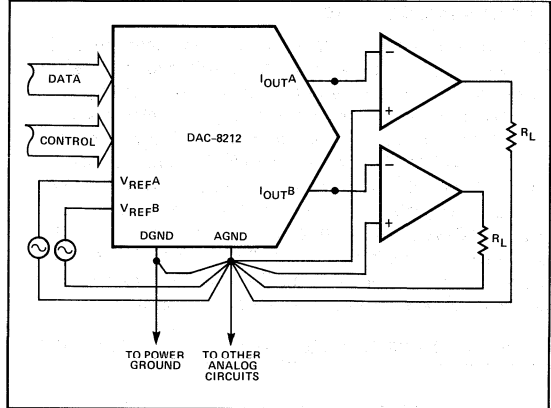 DATA
CONTROL
DAC-8212
IOUTA
IOUTB
VREFA
VREFB
DGND
AGND
−
+
−
+
RL
RL
TO POWER
GROUND
TO OTHER
ANALOG
CIRCUITS